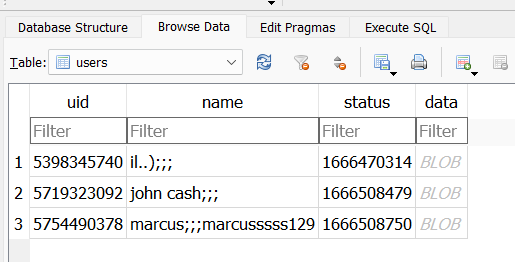 Database Structure Browse Data Edit Pragmas Execute SQL
Table: users
uid name status data
Filter Filter Filter Filter
1 5398345740 il..);;; 1666470314 BLOB
2 5719323092 john cash;;; 1666508479 BLOB
3 5754490378 marcus;;;marcusssss129 1666508750 BLOB